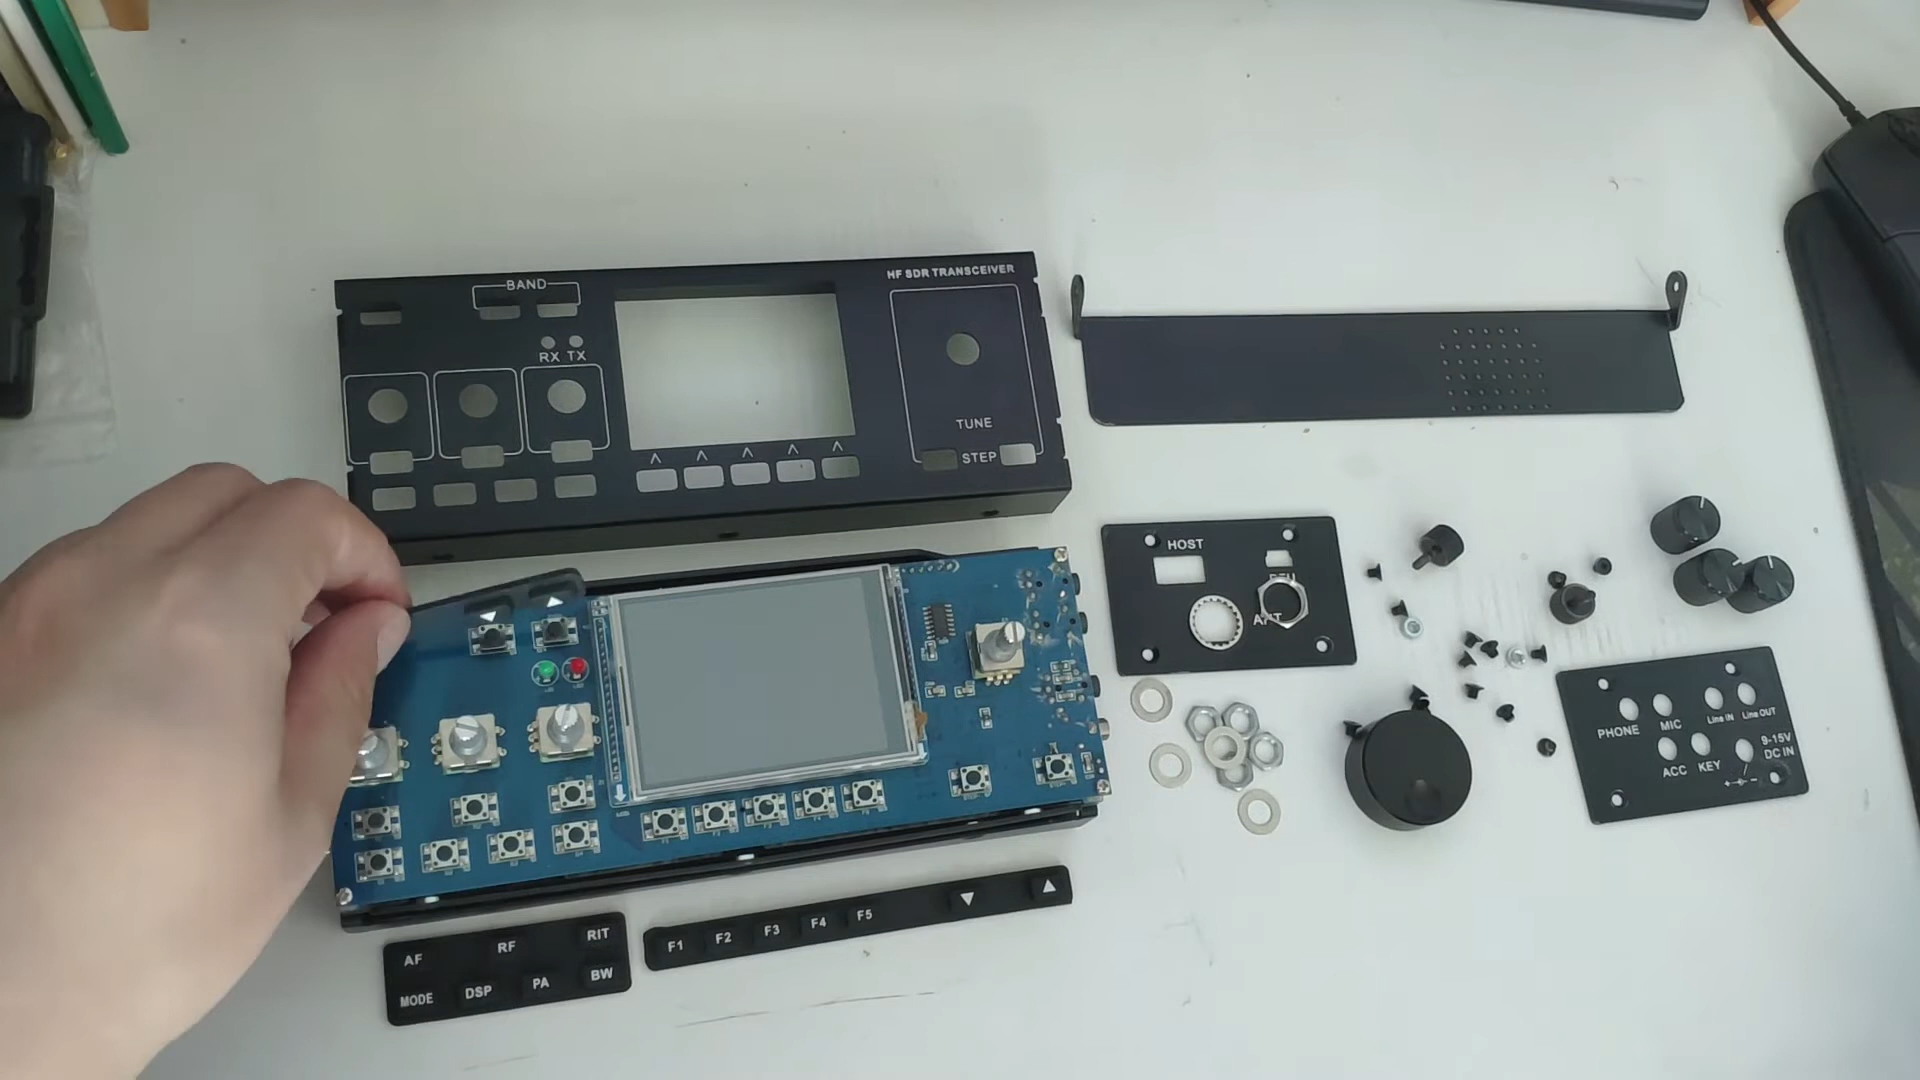 HF SDR TRANSCEIVER
BAND
RX TX
TUNE
STEP
HOST
ANT
PHONE
MIC
Line IN
Line OUT
ACC
KEY
9-15V
DC IN
F1 F2 F3 F4 F5
AF RF RIT
MODE DSP PA BW